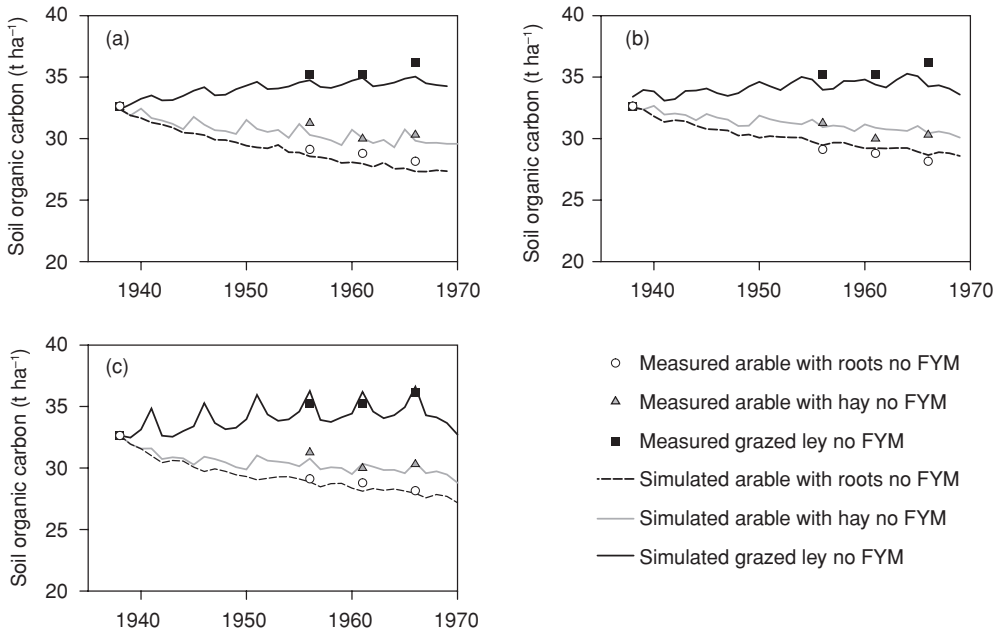 Soil organic carbon (t ha⁻¹)
40
35
30
25
20
(a)
1940
1950
1960
1970
Soil organic carbon (t ha⁻¹)
40
35
30
25
20
(b)
1940
1950
1960
1970
Soil organic carbon (t ha⁻¹)
40
35
30
25
20
(c)
1940
1950
1960
1970
Measured arable with roots no FYM
Measured arable with hay no FYM
Measured grazed ley no FYM
Simulated arable with roots no FYM
Simulated arable with hay no FYM
Simulated grazed ley no FYM